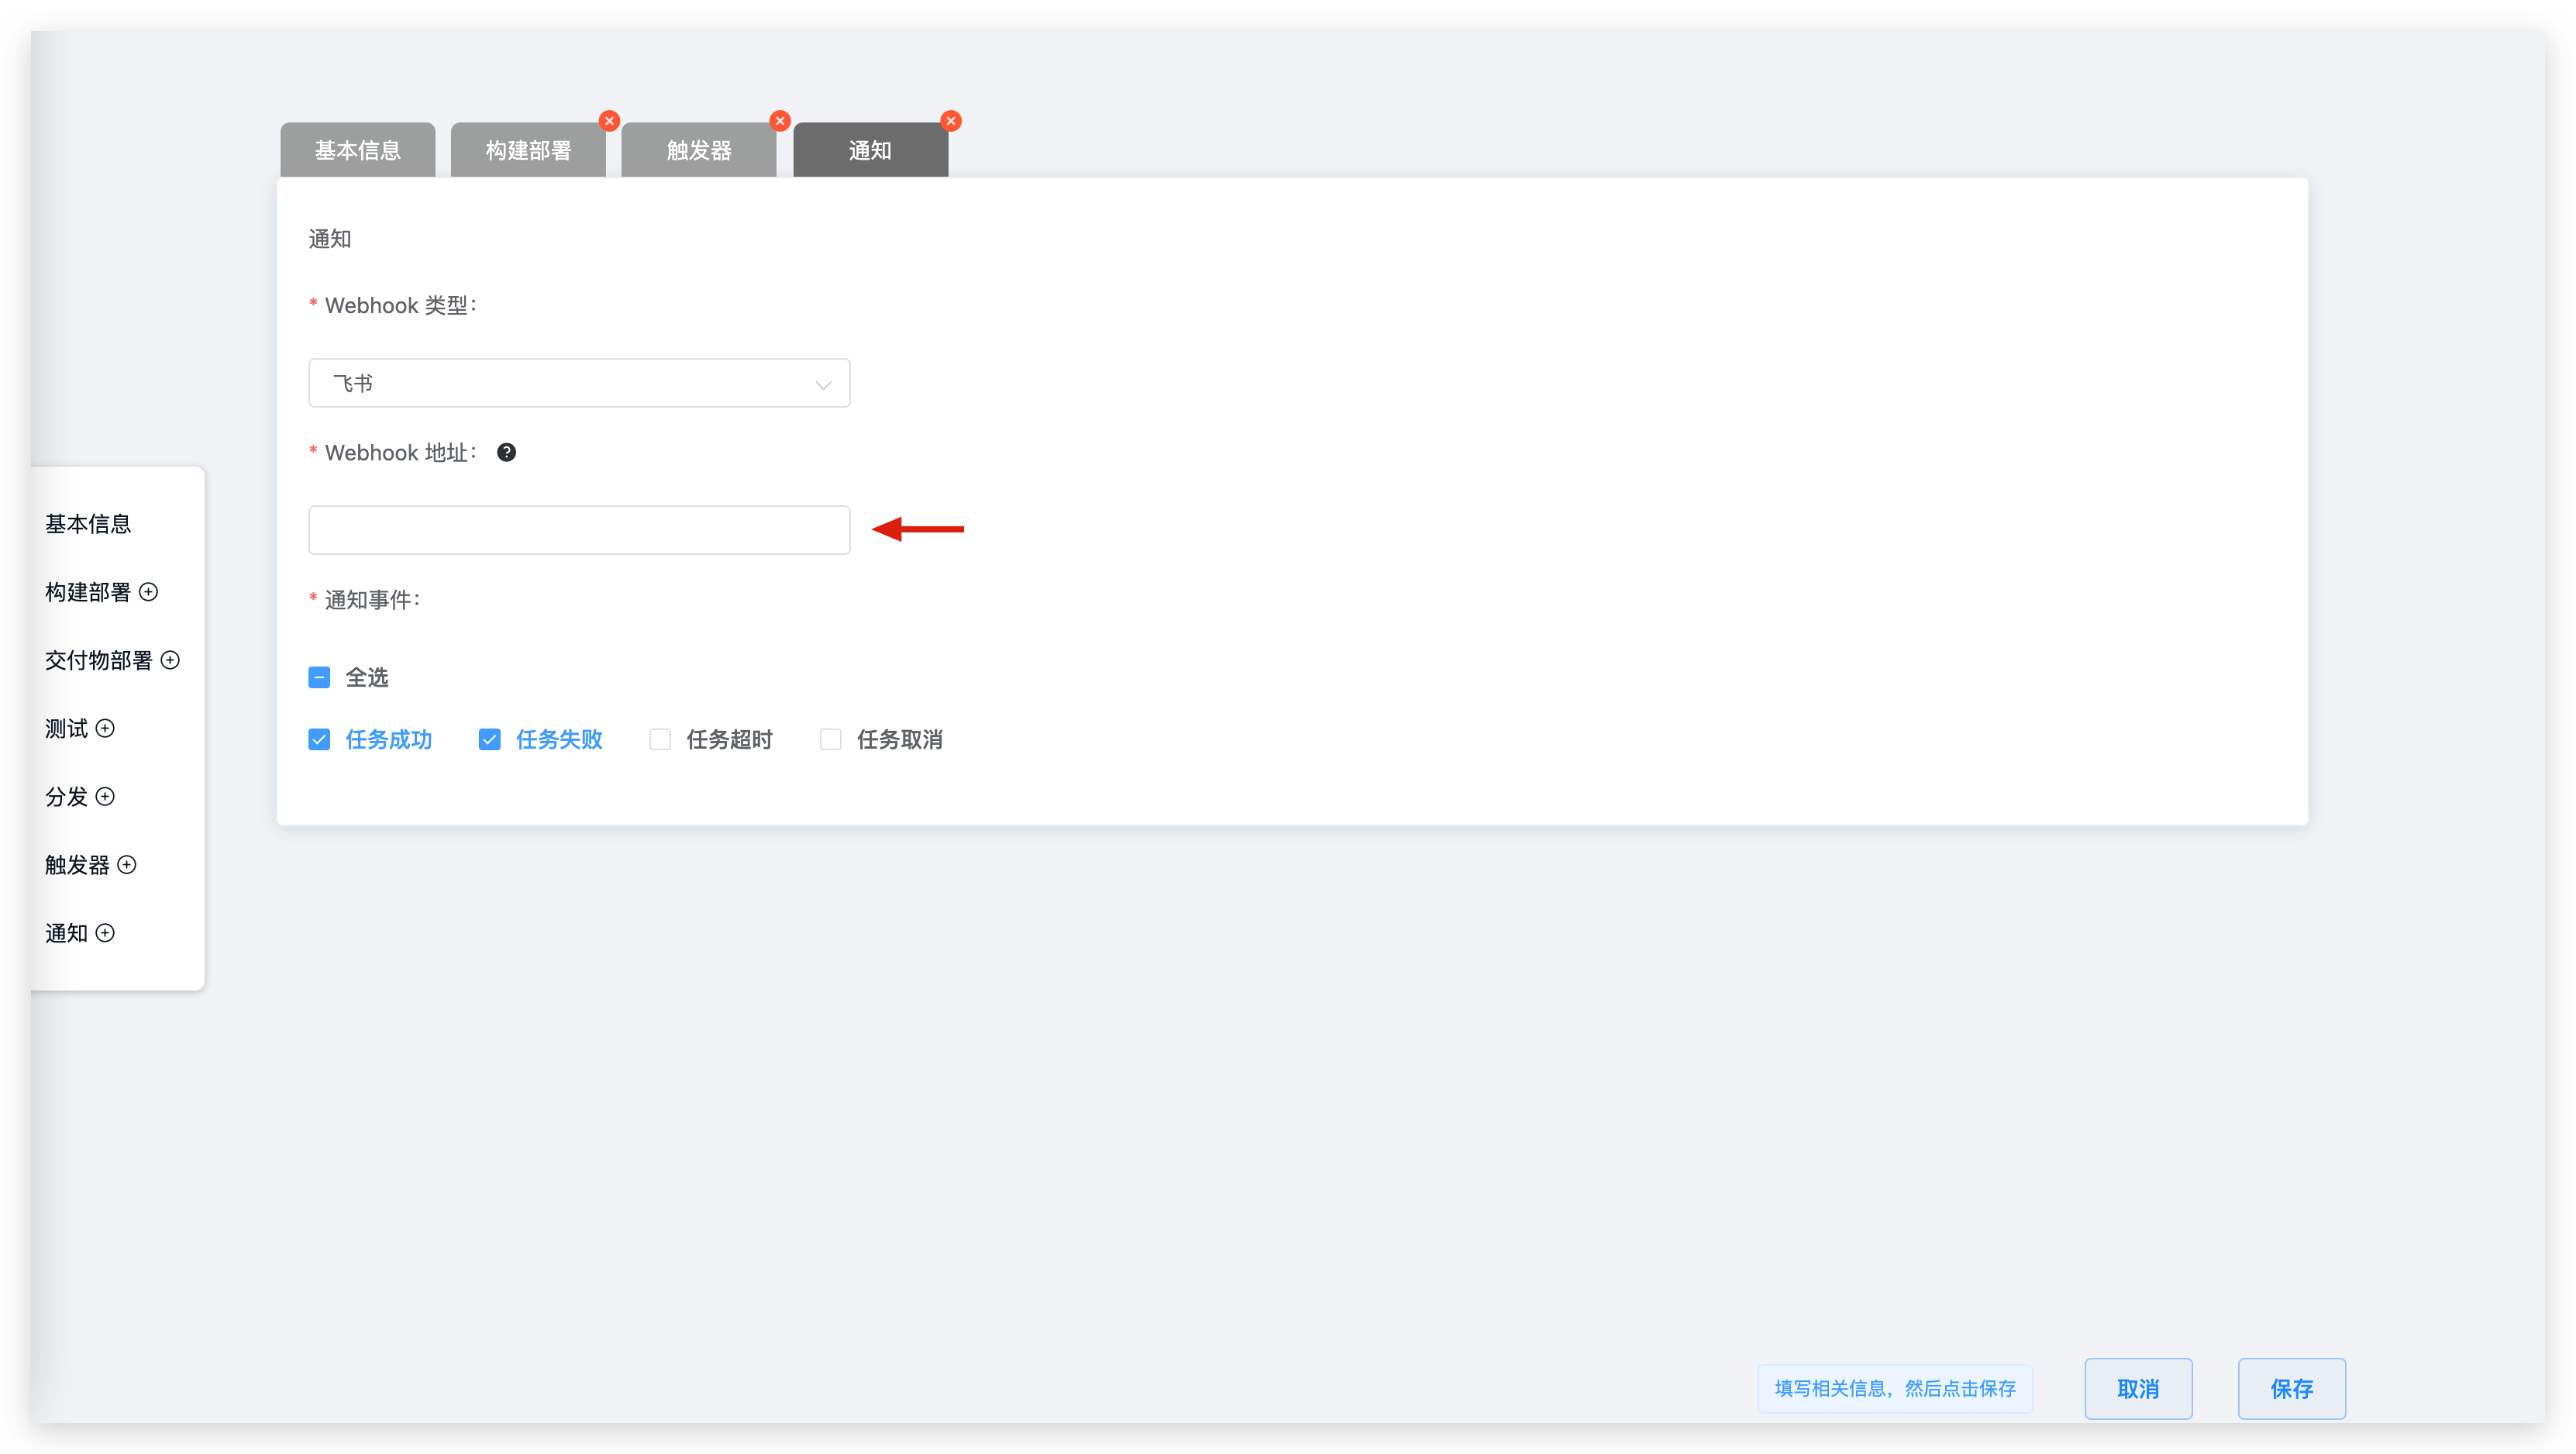 基本信息 构建部署 触发器 通知
通知
* Webhook 类型：
飞书
* Webhook 地址：
* 通知事件：
全选
任务成功 任务失败 任务超时 任务取消
基本信息
构建部署
交付物部署
测试
分发
触发器
通知
填写相关信息，然后点击保存 取消 保存